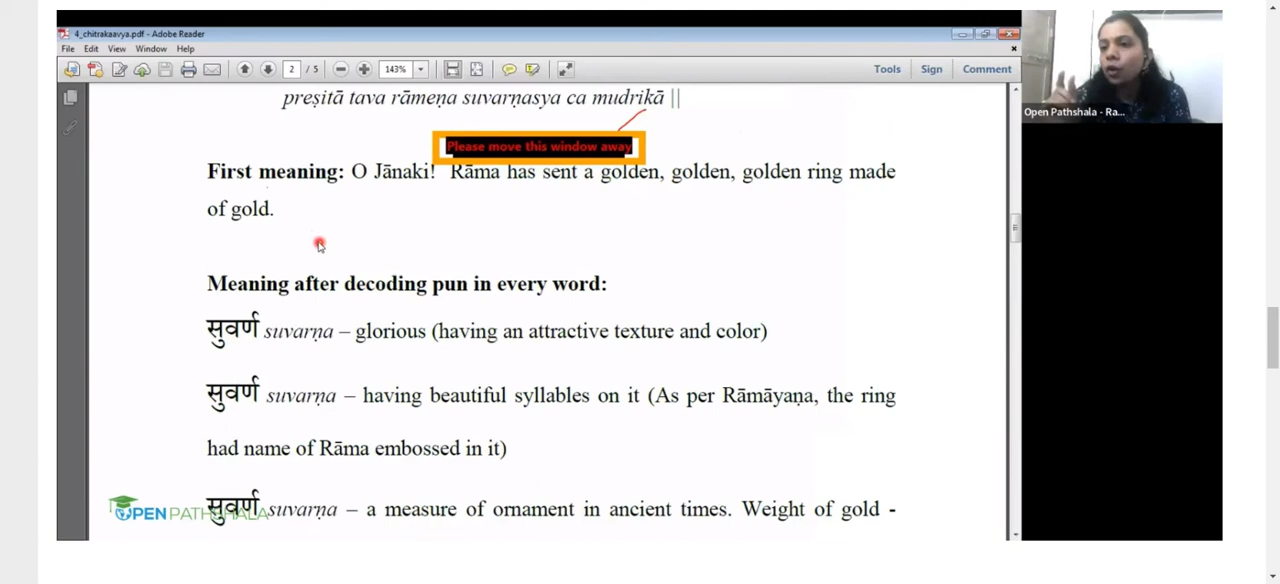 4_chitrakaavya.pdf - Adobe Reader
File Edit View Window Help
2 / 5 143% Tools Sign Comment
preṣitā tava rāmeṇa suvarṇasya ca mudrikā ||
Please move this window away
First meaning: O Jānaki! Rāma has sent a golden, golden, golden ring made
of gold.
Meaning after decoding pun in every word:
सुवर्ण suvarṇa – glorious (having an attractive texture and color)
सुवर्ण suvarṇa – having beautiful syllables on it (As per Rāmāyaṇa, the ring
had name of Rāma embossed in it)
सुवर्ण suvarṇa – a measure of ornament in ancient times. Weight of gold -
OPEN PATHSHALA
Open Pathshala - Ra...